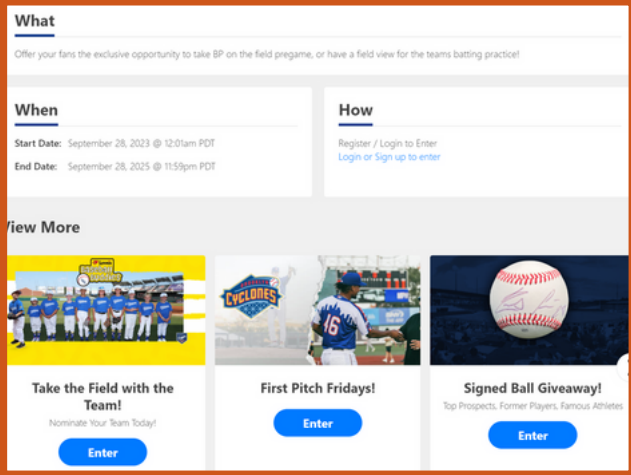 What
Offer your fans the exclusive opportunity to take BP on the field pregame, or have a field view for the teams batting practice!
When
Start Date: September 28, 2023 @ 12:01am PDT
End Date: September 28, 2025 @ 11:59pm PDT
How
Register / Login to Enter
Login or Sign up to enter
View More
CYCLONES
16
Take the Field with the
Team!
Nominate Your Team Today!
Enter
First Pitch Fridays!
Enter
Signed Ball Giveaway!
Top Prospects, Former Players, Famous Athletes
Enter